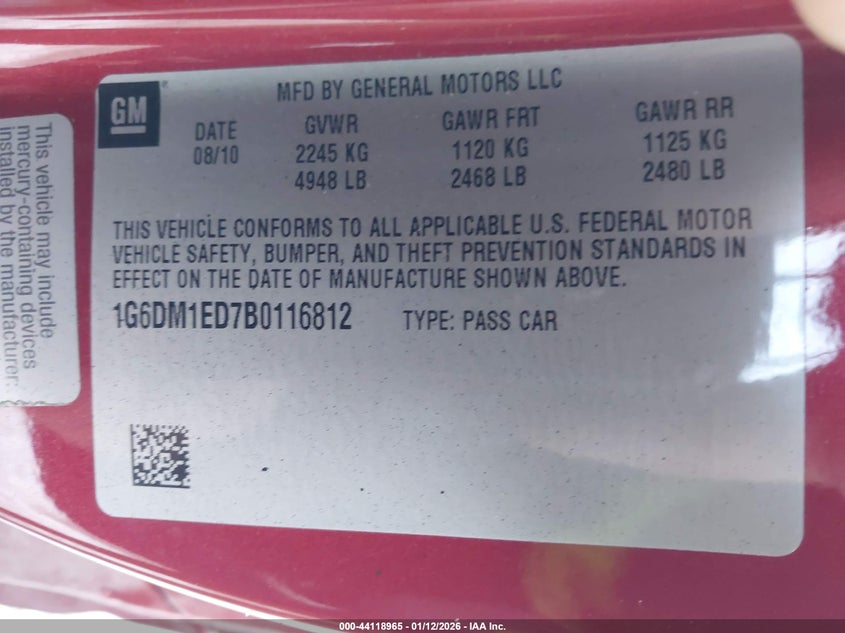 GM
MFD BY GENERAL MOTORS LLC
DATE GVWR GAWR FRT GAWR RR
08/10 2245 KG 1120 KG 1125 KG
4948 LB 2468 LB 2480 LB
THIS VEHICLE CONFORMS TO ALL APPLICABLE U.S. FEDERAL MOTOR
VEHICLE SAFETY, BUMPER, AND THEFT PREVENTION STANDARDS IN
EFFECT ON THE DATE OF MANUFACTURE SHOWN ABOVE.
1G6DM1ED7B0116812 TYPE: PASS CAR
This vehicle may include
mercury-containing devices
installed by the manufacturer:
000-44118965 - 01/12/2026 - IAA Inc.